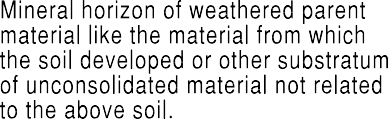 Mineral horizon of weathered parent
material like the material from which
the soil developed or other substratum
of unconsolidated material not related
to the above soil.